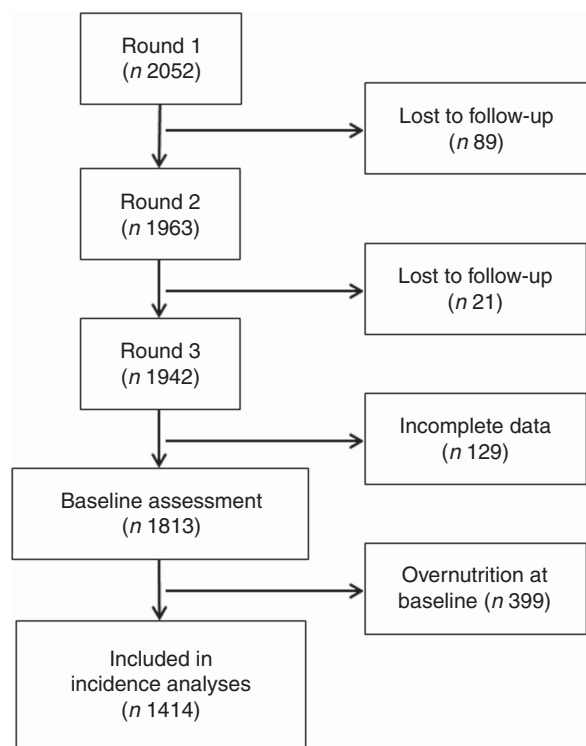 Round 1
(n 2052)
Lost to follow-up
(n 89)
Round 2
(n 1963)
Lost to follow-up
(n 21)
Round 3
(n 1942)
Incomplete data
(n 129)
Baseline assessment
(n 1813)
Overnutrition at
baseline (n 399)
Included in
incidence analyses
(n 1414)